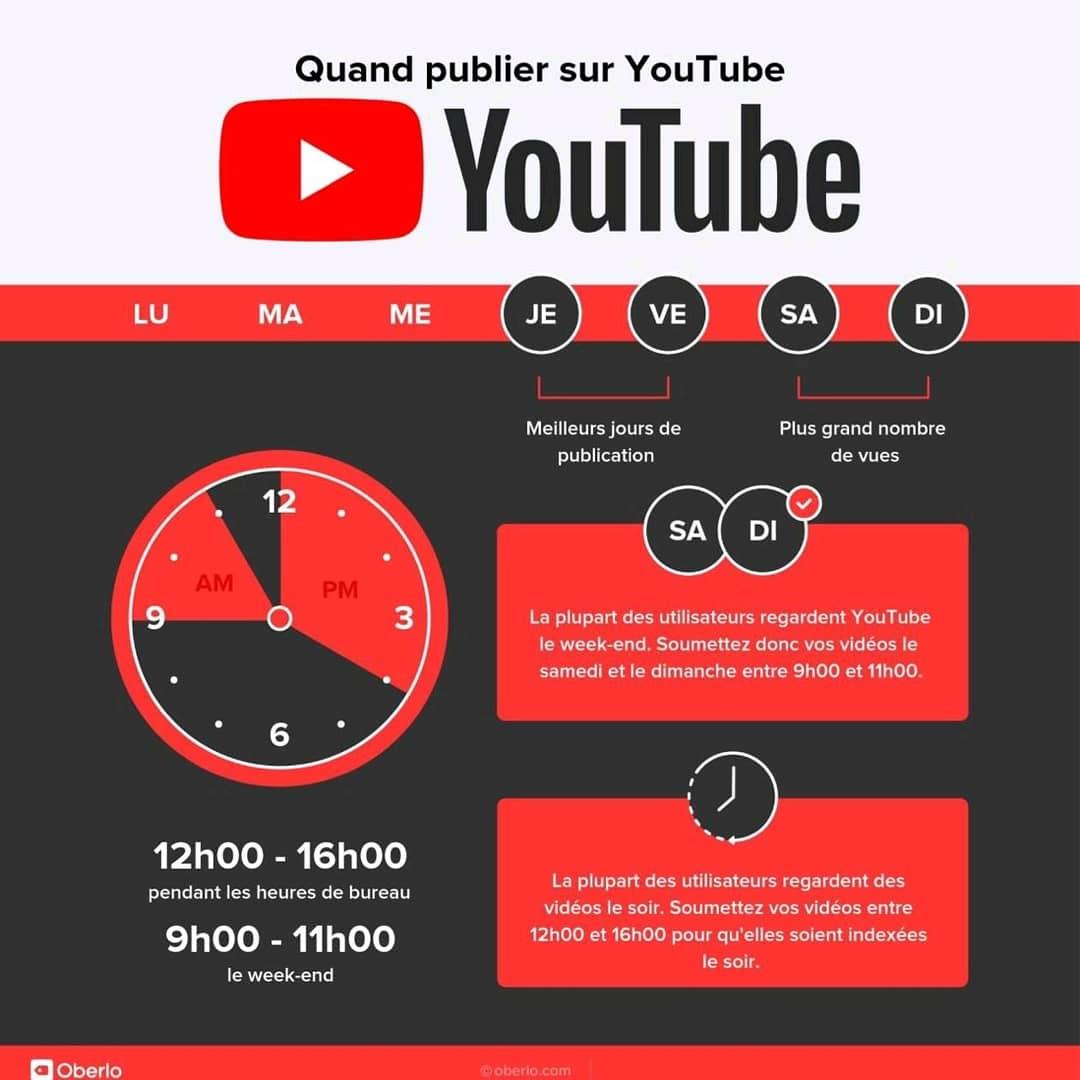 Quand publier sur YouTube
YouTube
LU MA ME JE VE SA DI
Meilleurs jours de
publication
Plus grand nombre
de vues
12
AM PM
9 3
6
SA DI
La plupart des utilisateurs regardent YouTube
le week-end. Soumettez donc vos vidéos le
samedi et le dimanche entre 9h00 et 11h00.
12h00 - 16h00
pendant les heures de bureau
9h00 - 11h00
le week-end
La plupart des utilisateurs regardent des
vidéos le soir. Soumettez vos vidéos entre
12h00 et 16h00 pour qu'elles soient indexées
le soir.
Oberlo
© oberlo.com